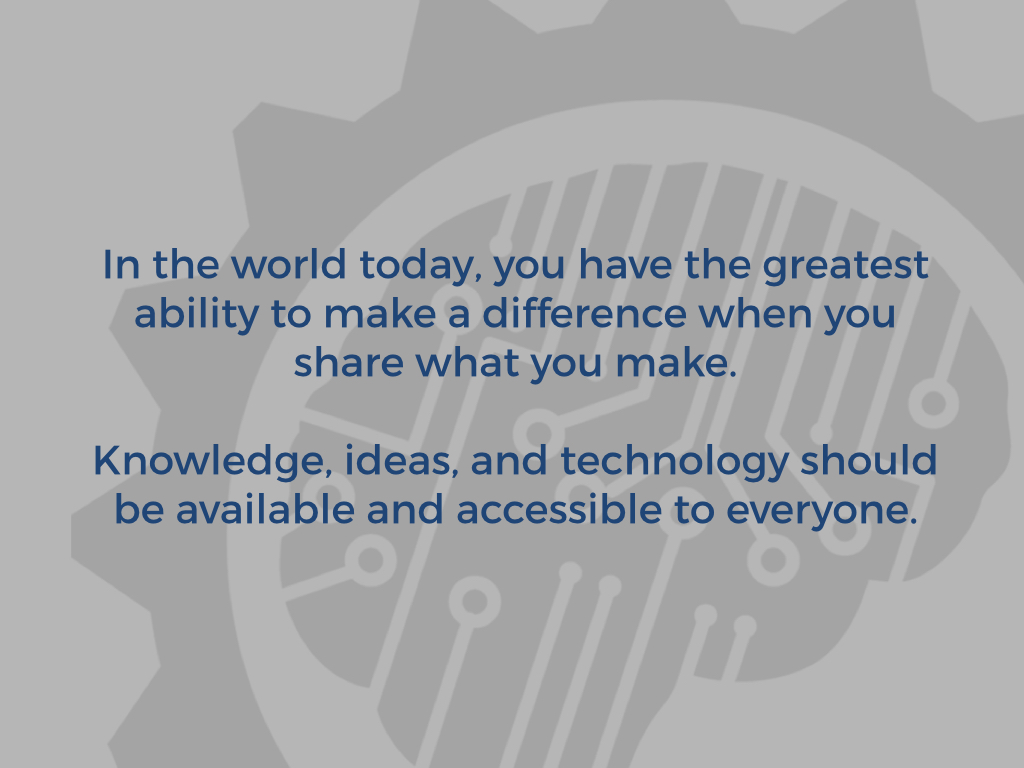 In the world today, you have the greatest
ability to make a difference when you
share what you make.
Knowledge, ideas, and technology should
be available and accessible to everyone.